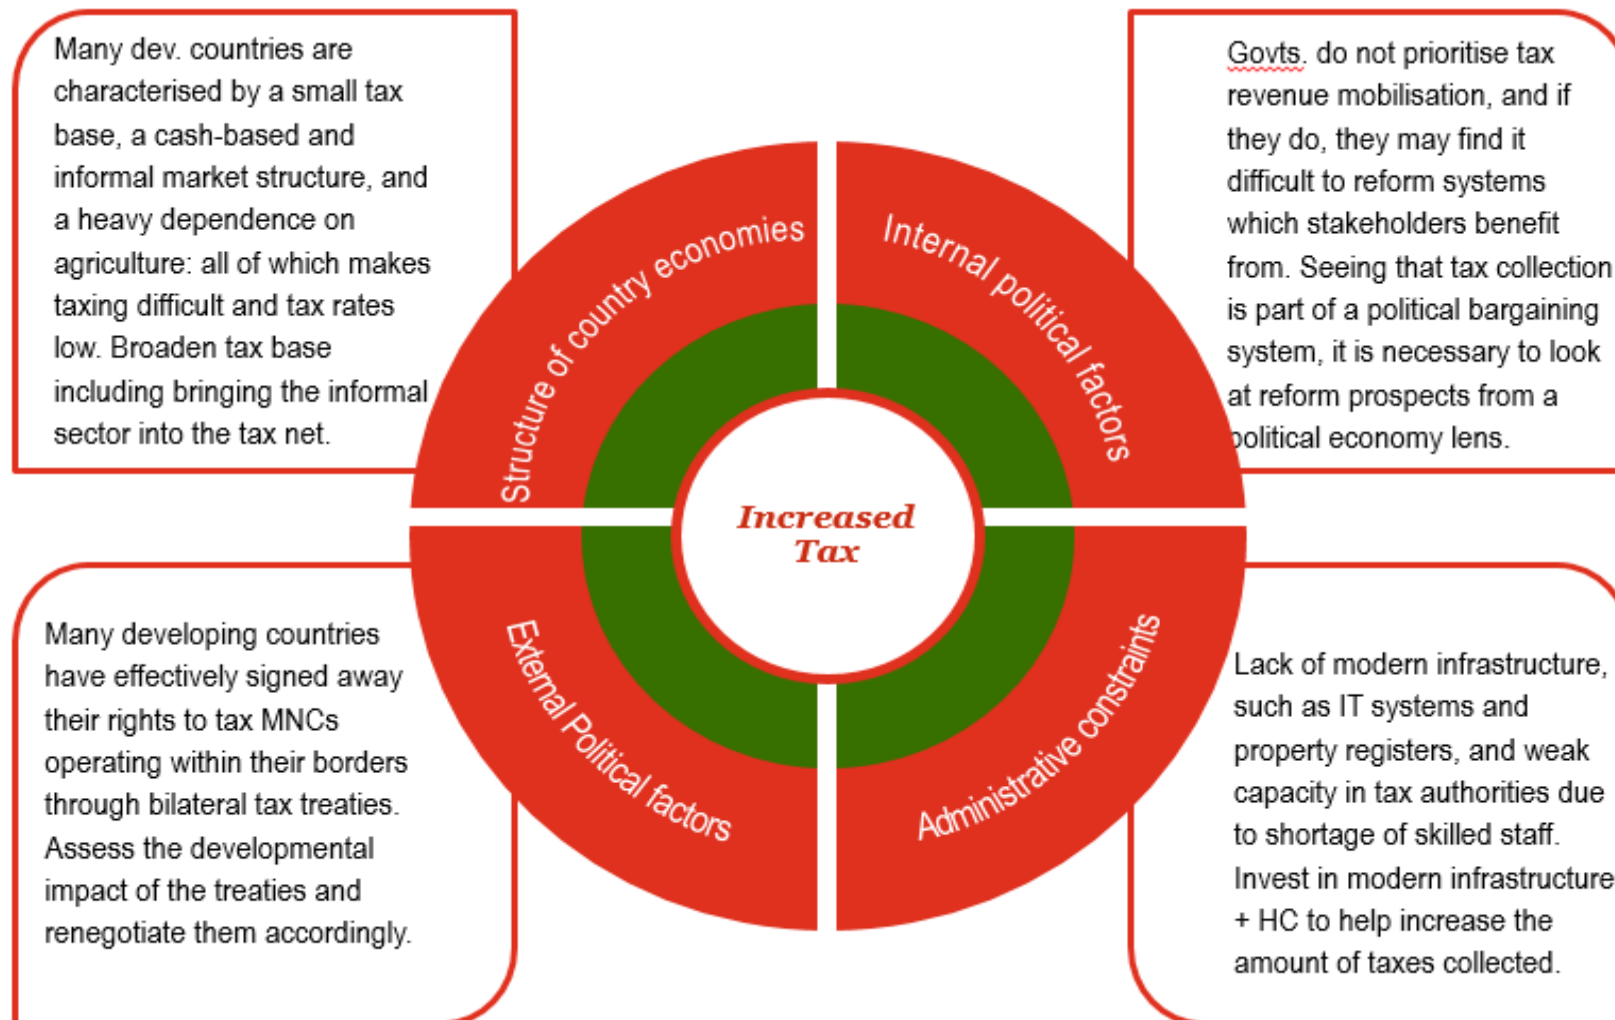 Many dev. countries are
characterised by a small tax
base, a cash-based and
informal market structure, and
a heavy dependence on
agriculture: all of which makes
taxing difficult and tax rates
low. Broaden tax base
including bringing the informal
sector into the tax net.
Govts. do not prioritise tax
revenue mobilisation, and if
they do, they may find it
difficult to reform systems
which stakeholders benefit
from. Seeing that tax collection
is part of a political bargaining
system, it is necessary to look
at reform prospects from a
political economy lens.
Structure of country economies
Internal political factors
Increased
Tax
External Political factors
Administrative constraints
Many developing countries
have effectively signed away
their rights to tax MNCs
operating within their borders
through bilateral tax treaties.
Assess the developmental
impact of the treaties and
renegotiate them accordingly.
Lack of modern infrastructure,
such as IT systems and
property registers, and weak
capacity in tax authorities due
to shortage of skilled staff.
Invest in modern infrastructure
+ HC to help increase the
amount of taxes collected.